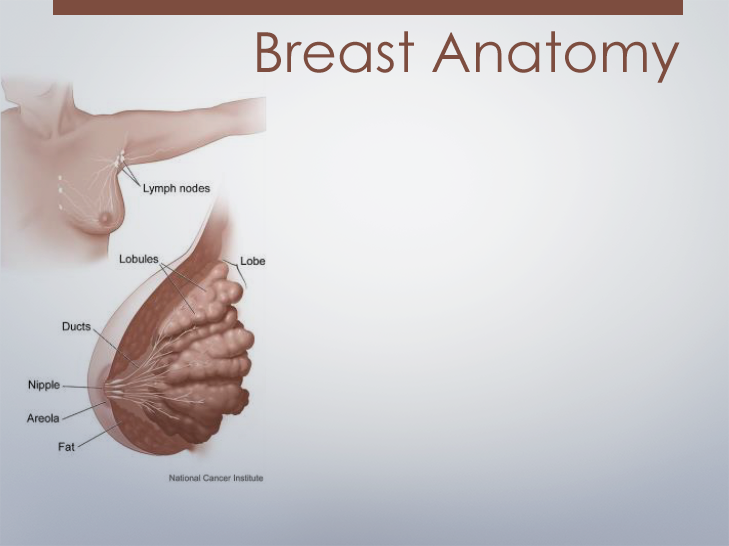 Breast Anatomy
Lymph nodes
Lobules
Lobe
Ducts
Nipple
Areola
Fat
National Cancer Institute